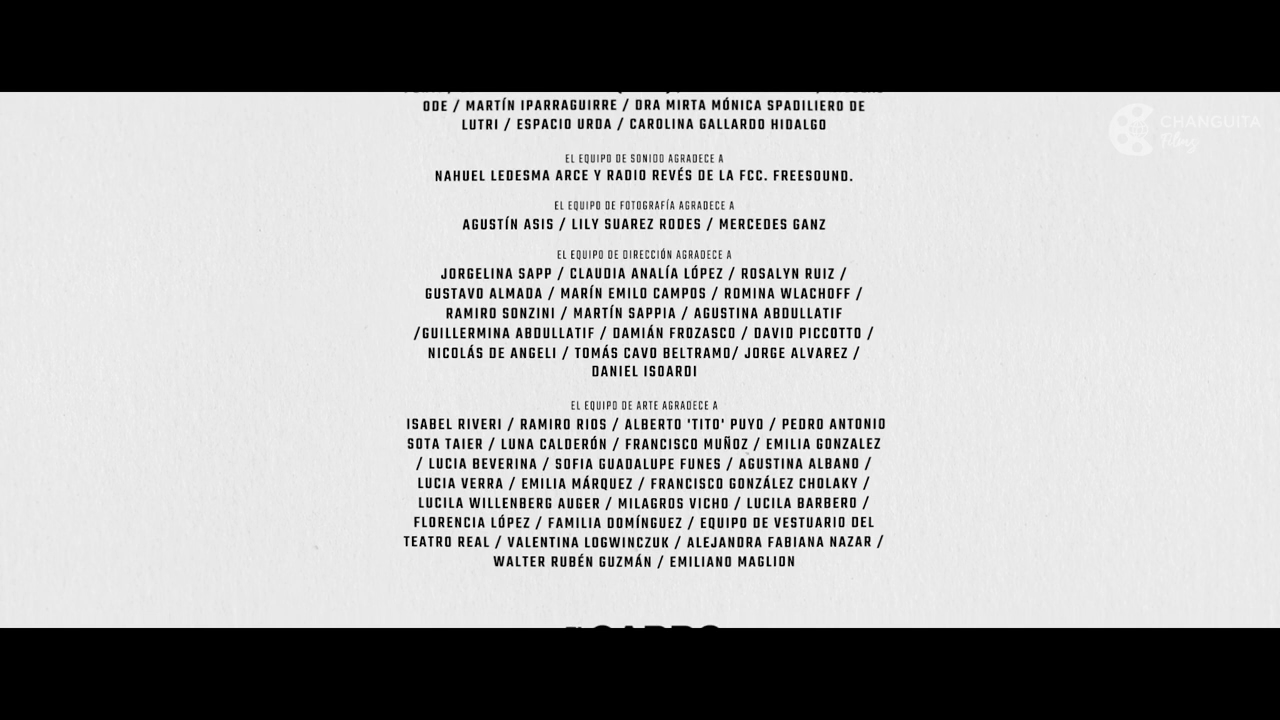 ODE / MARTÍN IPARRAGUIRRE / DRA MIRTA MÓNICA SPADILIERO DE
LUTRI / ESPACIO URDA / CAROLINA GALLARDO HIDALGO
CHANGUITA
Films
EL EQUIPO DE SONIDO AGRADECE A
NAHUEL LEDESMA ARCE Y RADIO REVÉS DE LA FCC. FREESOUND.
EL EQUIPO DE FOTOGRAFÍA AGRADECE A
AGUSTÍN ASIS / LILY SUAREZ RODES / MERCEDES GANZ
EL EQUIPO DE DIRECCIÓN AGRADECE A
JORGELINA SAPP / CLAUDIA ANALÍA LÓPEZ / ROSALYN RUIZ /
GUSTAVO ALMADA / MARÍN EMILO CAMPOS / ROMINA WLACHOFF /
RAMIRO SONZINI / MARTÍN SAPPIA / AGUSTINA ABDULLATIF
/GUILLERMINA ABDULLATIF / DAMIÁN FROZASCO / DAVID PICCOTTO /
NICOLÁS DE ANGELI / TOMÁS CAVO BELTRAMO/ JORGE ALVAREZ /
DANIEL ISOARDI
EL EQUIPO DE ARTE AGRADECE A
ISABEL RIVERI / RAMIRO RIOS / ALBERTO 'TITO' PUYO / PEDRO ANTONIO
SOTA TAIER / LUNA CALDERÓN / FRANCISCO MUÑOZ / EMILIA GONZALEZ
/ LUCIA BEVERINA / SOFIA GUADALUPE FUNES / AGUSTINA ALBANO /
LUCIA VERRA / EMILIA MÁRQUEZ / FRANCISCO GONZÁLEZ CHOLAKY /
LUCILA WILLENBERG AUGER / MILAGROS VICHO / LUCILA BARBERO /
FLORENCIA LÓPEZ / FAMILIA DOMÍNGUEZ / EQUIPO DE VESTUARIO DEL
TEATRO REAL / VALENTINA LOGWINCZUK / ALEJANDRA FABIANA NAZAR /
WALTER RUBÉN GUZMÁN / EMILIANO MAGLION